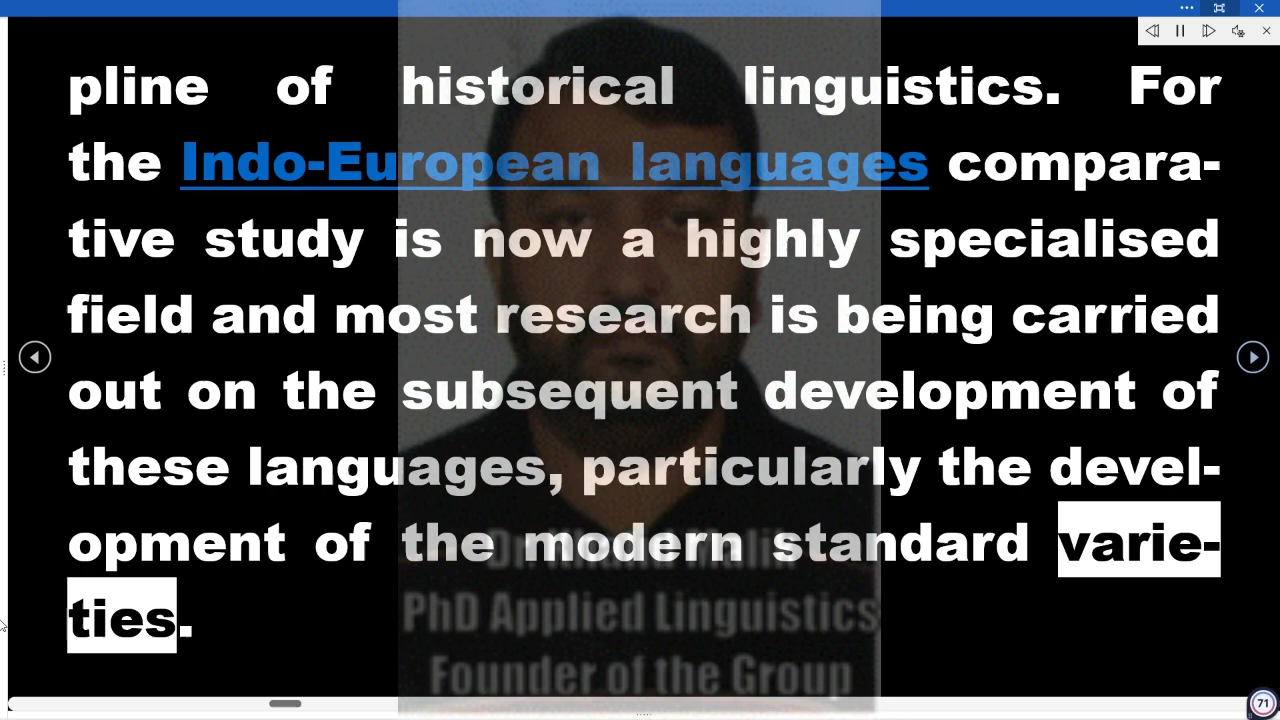 pline of historical linguistics. For
the Indo-European languages compara-
tive study is now a highly specialised
field and most research is being carried
out on the subsequent development of
these languages, particularly the devel-
opment of the modern standard varie-
ties.
PhD Applied Linguistics
Founder of the Group
71